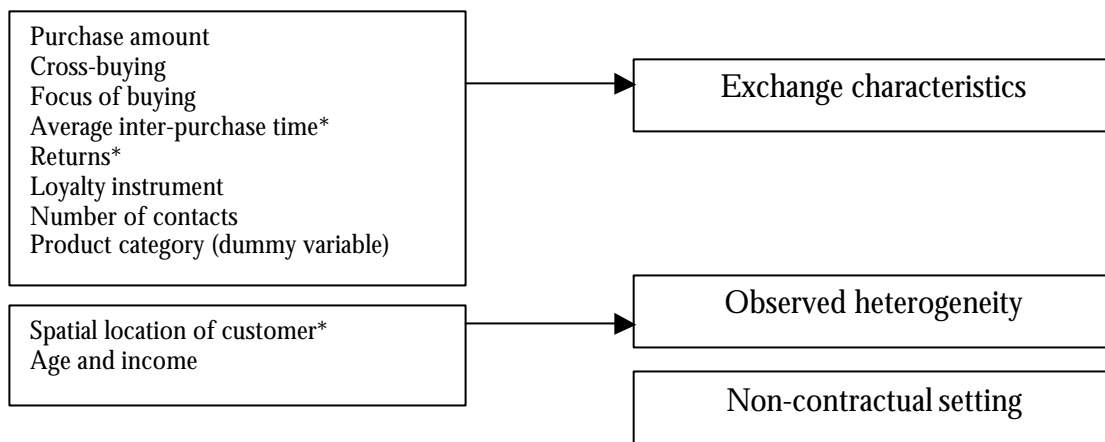 Purchase amount
Cross-buying
Focus of buying
Average inter-purchase time*
Returns*
Loyalty instrument
Number of contacts
Product category (dummy variable)
Exchange characteristics
Spatial location of customer*
Age and income
Observed heterogeneity
Non-contractual setting